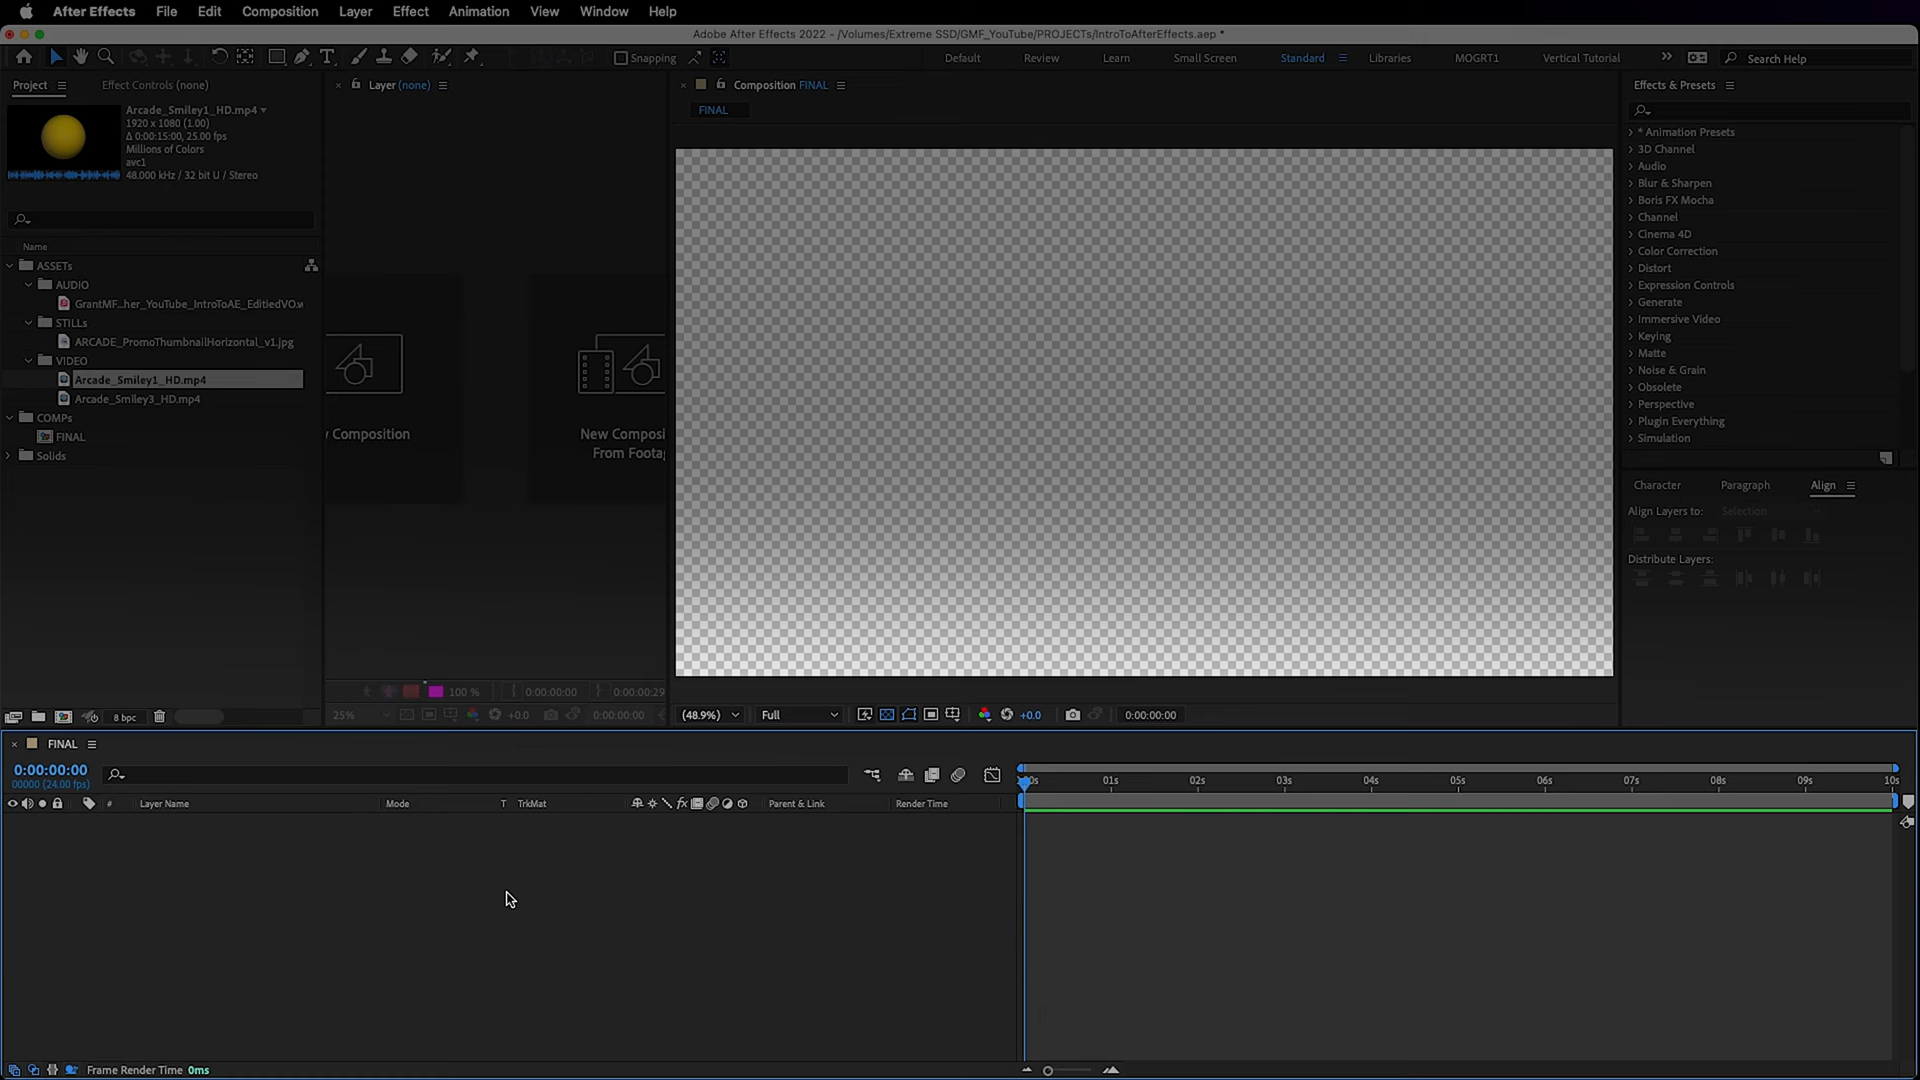 After Effects File Edit Composition Layer Effect Animation View Window Help
Adobe After Effects 2022 - /Volumes/Extreme SSD/GMF_YouTube/PROJECTs/IntroToAfterEffects.aep *
Snapping
Default Review Learn Small Screen Standard Libraries MOGRT1 Vertical Tutorial Search Help
Project Effect Controls (none)
Layer (none)
Composition FINAL
Effects & Presets
FINAL
Arcade_Smiley1_HD.mp4
1920 x 1080 (1.00)
Δ 0:00:15:00, 25.00 fps
Millions of Colors
avc1
48.000 kHz / 32 bit U / Stereo
Name
ASSETs
AUDIO
GrantMF...her_YouTube_IntroToAE_EditiedVO.w
STILLs
ARCADE_PromoThumbnailHorizontal_v1.jpg
VIDEO
Arcade_Smiley1_HD.mp4
Arcade_Smiley3_HD.mp4
COMPs
FINAL
Solids
Composition
New Composi
From Foota
* Animation Presets
3D Channel
Audio
Blur & Sharpen
Boris FX Mocha
Channel
Cinema 4D
Color Correction
Distort
Expression Controls
Generate
Immersive Video
Keying
Matte
Noise & Grain
Obsolete
Perspective
Plugin Everything
Simulation
Character Paragraph Align
Align Layers to: Selection
Distribute Layers:
100 % 0:00:00:00 0:00:00:29
8 bpc
25% +0.0 0:00:00:00
(48.9%) Full +0.0 0:00:00:00
FINAL
0:00:00:00
00000 (24.00 fps)
# Layer Name Mode T TrkMat fx Parent & Link Render Time
00s 01s 02s 03s 04s 05s 06s 07s 08s 09s 10s
Frame Render Time 0ms